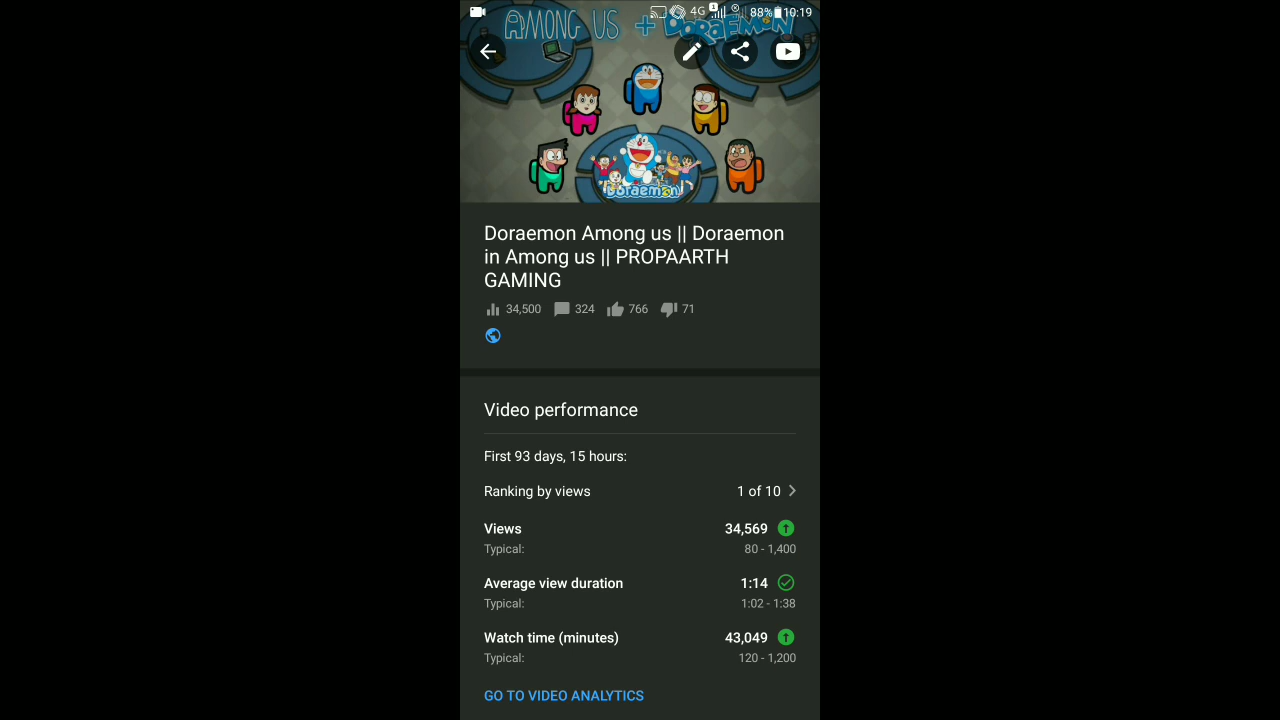 4G 1 88% 10:19
AMONG US + DORAEMON
Doraemon
Doraemon Among us || Doraemon
in Among us || PROPAARTH
GAMING
34,500 324 766 71
Video performance
First 93 days, 15 hours:
Ranking by views 1 of 10
Views 34,569
Typical: 80 - 1,400
Average view duration 1:14
Typical: 1:02 - 1:38
Watch time (minutes) 43,049
Typical: 120 - 1,200
GO TO VIDEO ANALYTICS